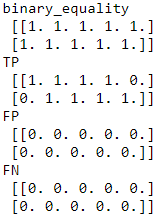 binary_equality
[[1. 1. 1. 1. 1.]
[1. 1. 1. 1. 1.]]
TP
[[1. 1. 1. 1. 0.]
[0. 1. 1. 1. 1.]]
FP
[[0. 0. 0. 0. 0.]
[0. 0. 0. 0. 0.]]
FN
[[0. 0. 0. 0. 0.]
[0. 0. 0. 0. 0.]]